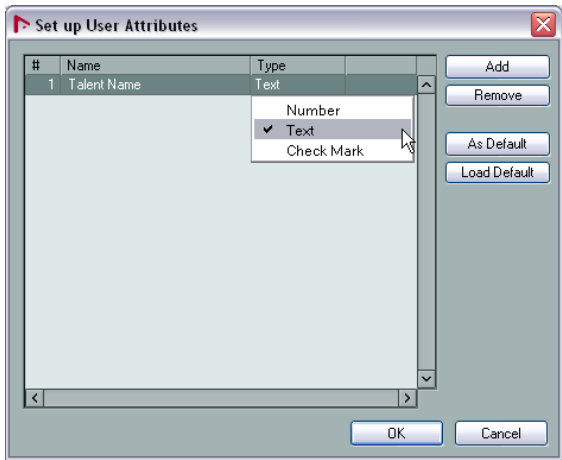 Set up User Attributes
# Name Type
1 Talent Name Text
Number
✔ Text
Check Mark
Add
Remove
As Default
Load Default
OK Cancel